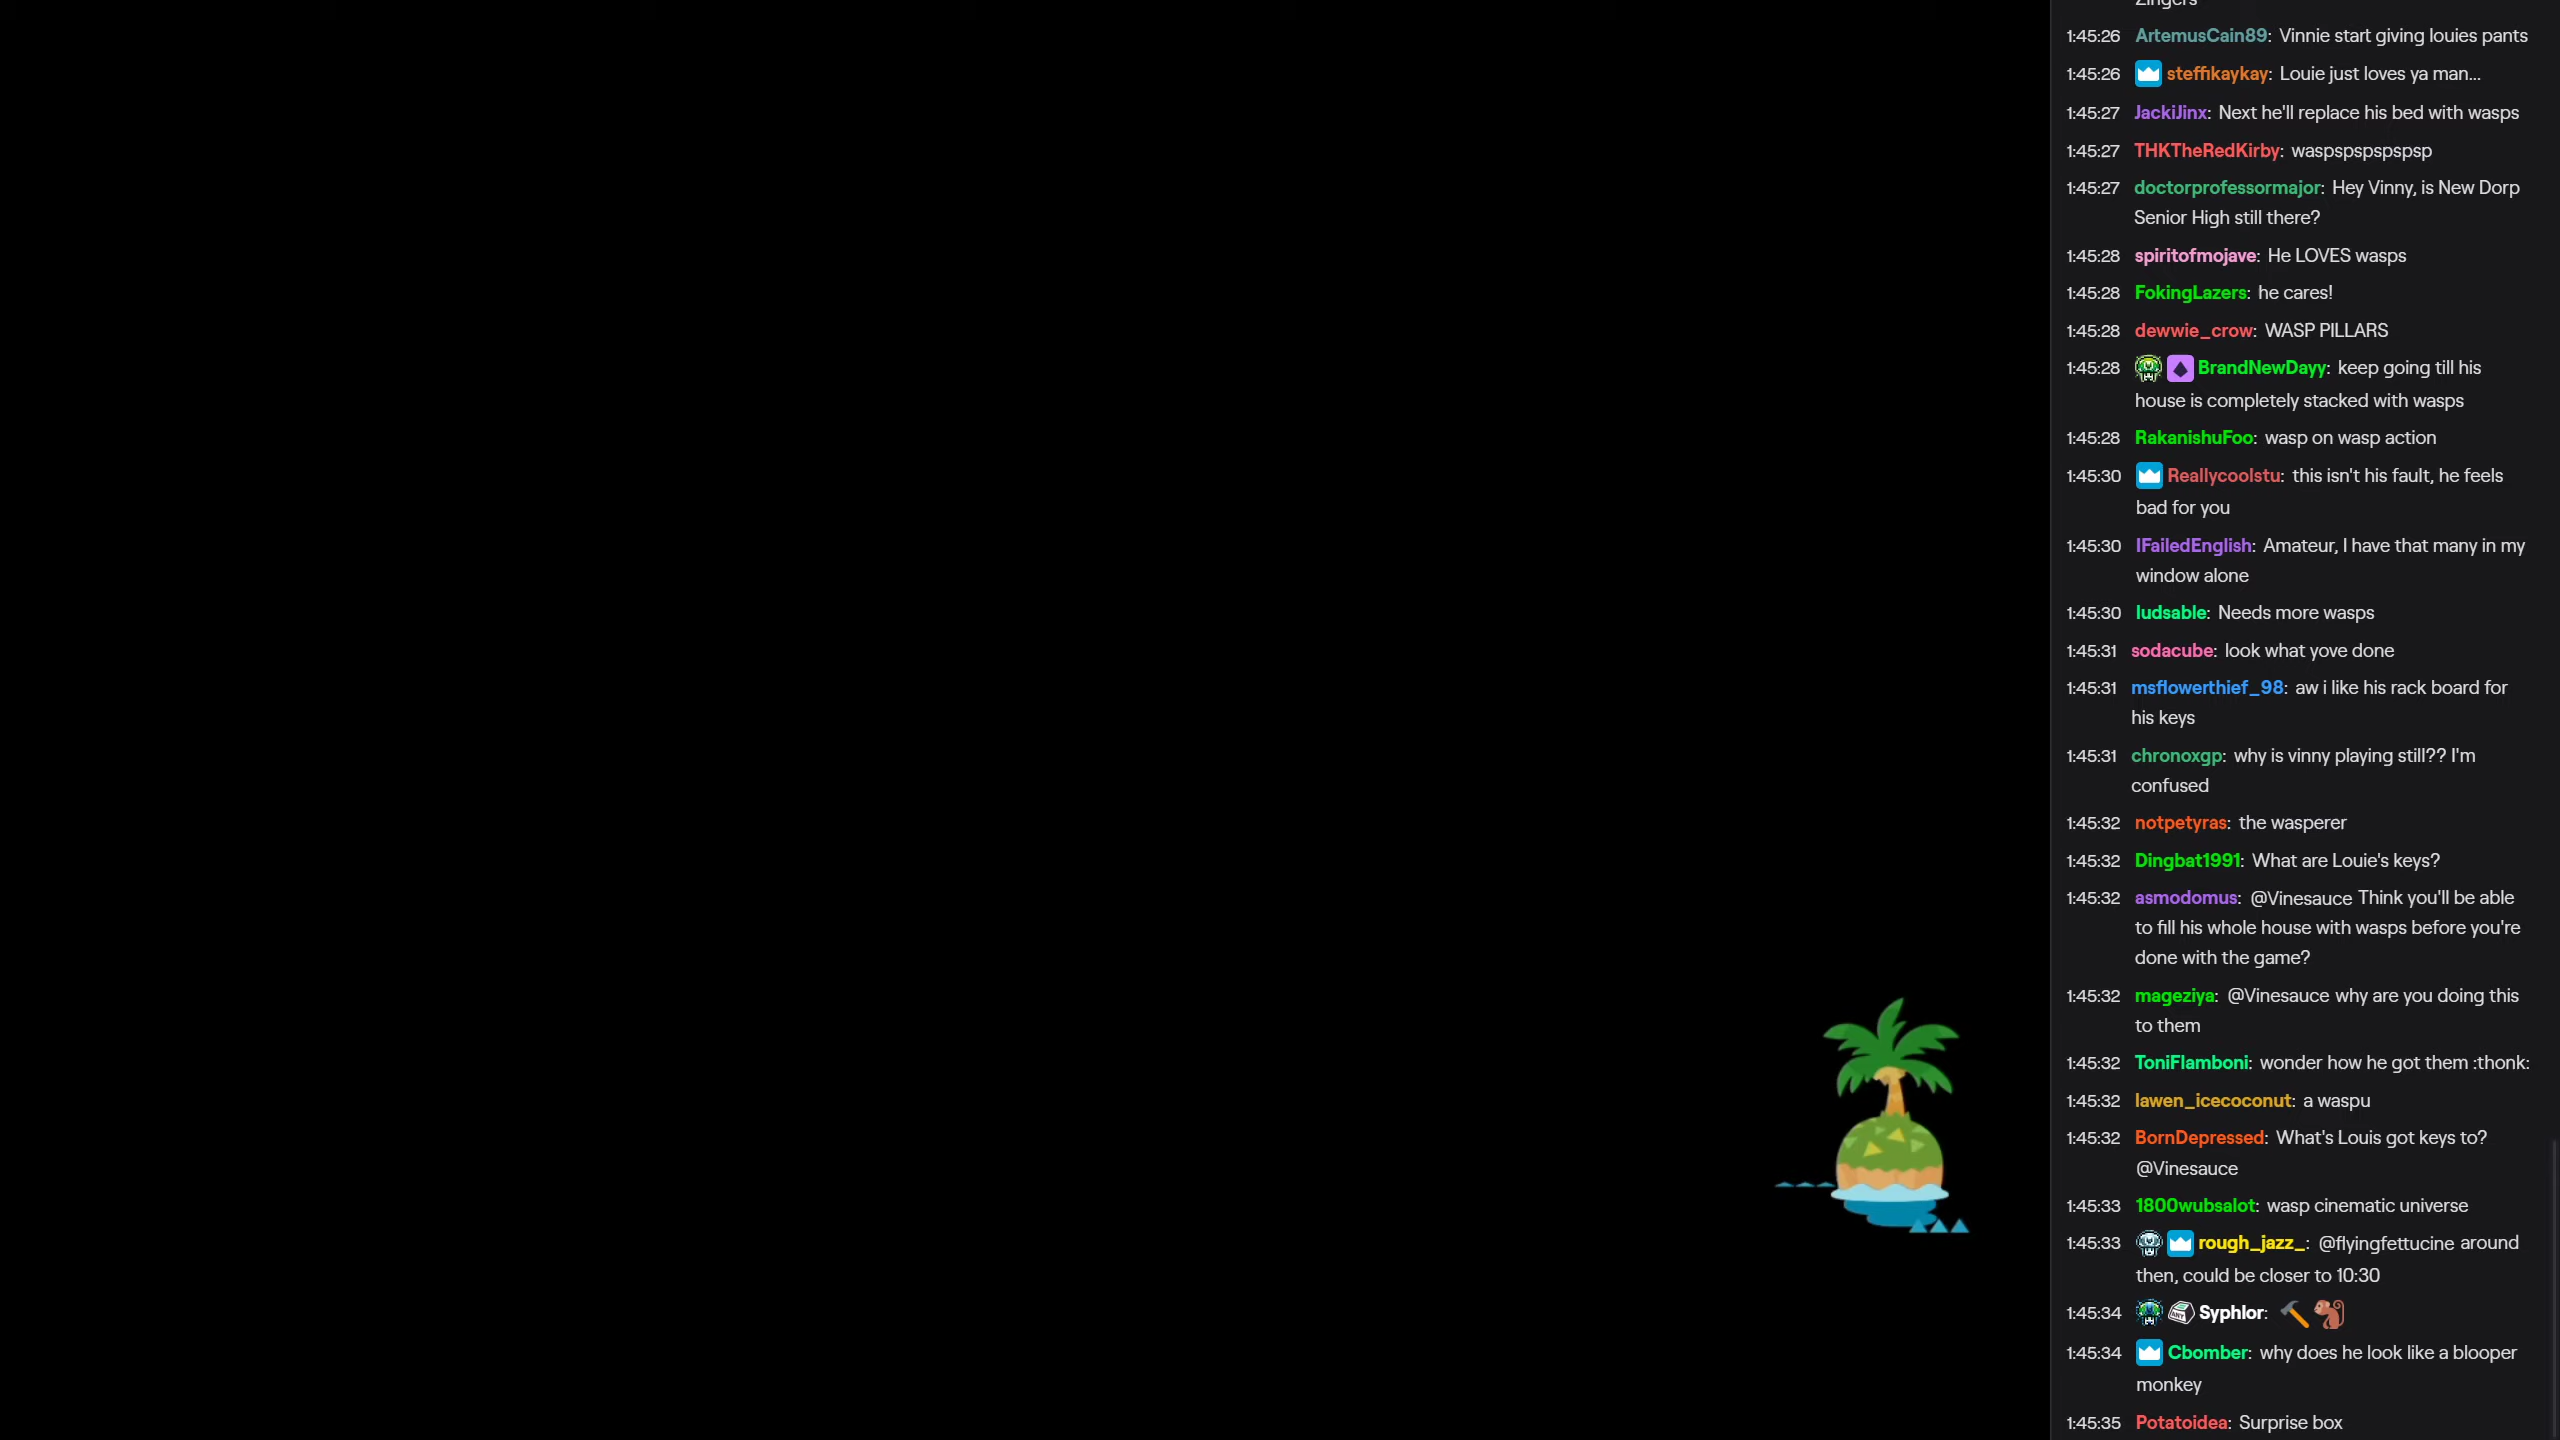 Zingers
1:45:26 ArtemusCain89: Vinnie start giving louies pants
1:45:26 steffikaykay: Louie just loves ya man...
1:45:27 JackiJinx: Next he'll replace his bed with wasps
1:45:27 THKTheRedKirby: waspspspspspsp
1:45:27 doctorprofessormajor: Hey Vinny, is New Dorp
Senior High still there?
1:45:28 spiritofmojave: He LOVES wasps
1:45:28 FokingLazers: he cares!
1:45:28 dewwie_crow: WASP PILLARS
1:45:28 BrandNewDayy: keep going till his
house is completely stacked with wasps
1:45:28 RakanishuFoo: wasp on wasp action
1:45:30 Reallycoolstu: this isn't his fault, he feels
bad for you
1:45:30 IFailedEnglish: Amateur, I have that many in my
window alone
1:45:30 ludsable: Needs more wasps
1:45:31 sodacube: look what yove done
1:45:31 msflowerthief_98: aw i like his rack board for
his keys
1:45:31 chronoxgp: why is vinny playing still?? I'm
confused
1:45:32 notpetyras: the wasperer
1:45:32 Dingbat1991: What are Louie's keys?
1:45:32 asmodomus: @Vinesauce Think you'll be able
to fill his whole house with wasps before you're
done with the game?
1:45:32 mageziya: @Vinesauce why are you doing this
to them
1:45:32 ToniFlamboni: wonder how he got them :thonk:
1:45:32 lawen_icecoconut: a waspu
1:45:32 BornDepressed: What's Louis got keys to?
@Vinesauce
1:45:33 1800wubsalot: wasp cinematic universe
1:45:33 rough_jazz_: @flyingfettucine around
then, could be closer to 10:30
1:45:34 Syphlor: 🔨🐒
1:45:34 Cbomber: why does he look like a blooper
monkey
1:45:35 Potatoidea: Surprise box